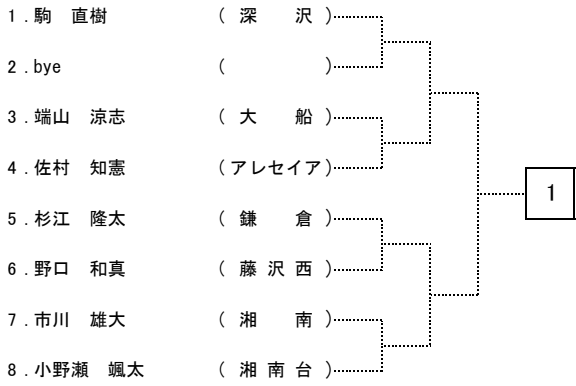 1.駒　直樹 (深　沢)
2.bye (　　)
3.端山　涼志 (大　船)
4.佐村　知憲 (アレセイア)
5.杉江　隆太 (鎌　倉)
6.野口　和真 (藤沢西)
7.市川　雄大 (湘　南)
8.小野瀬　颯太 (湘南台)
1